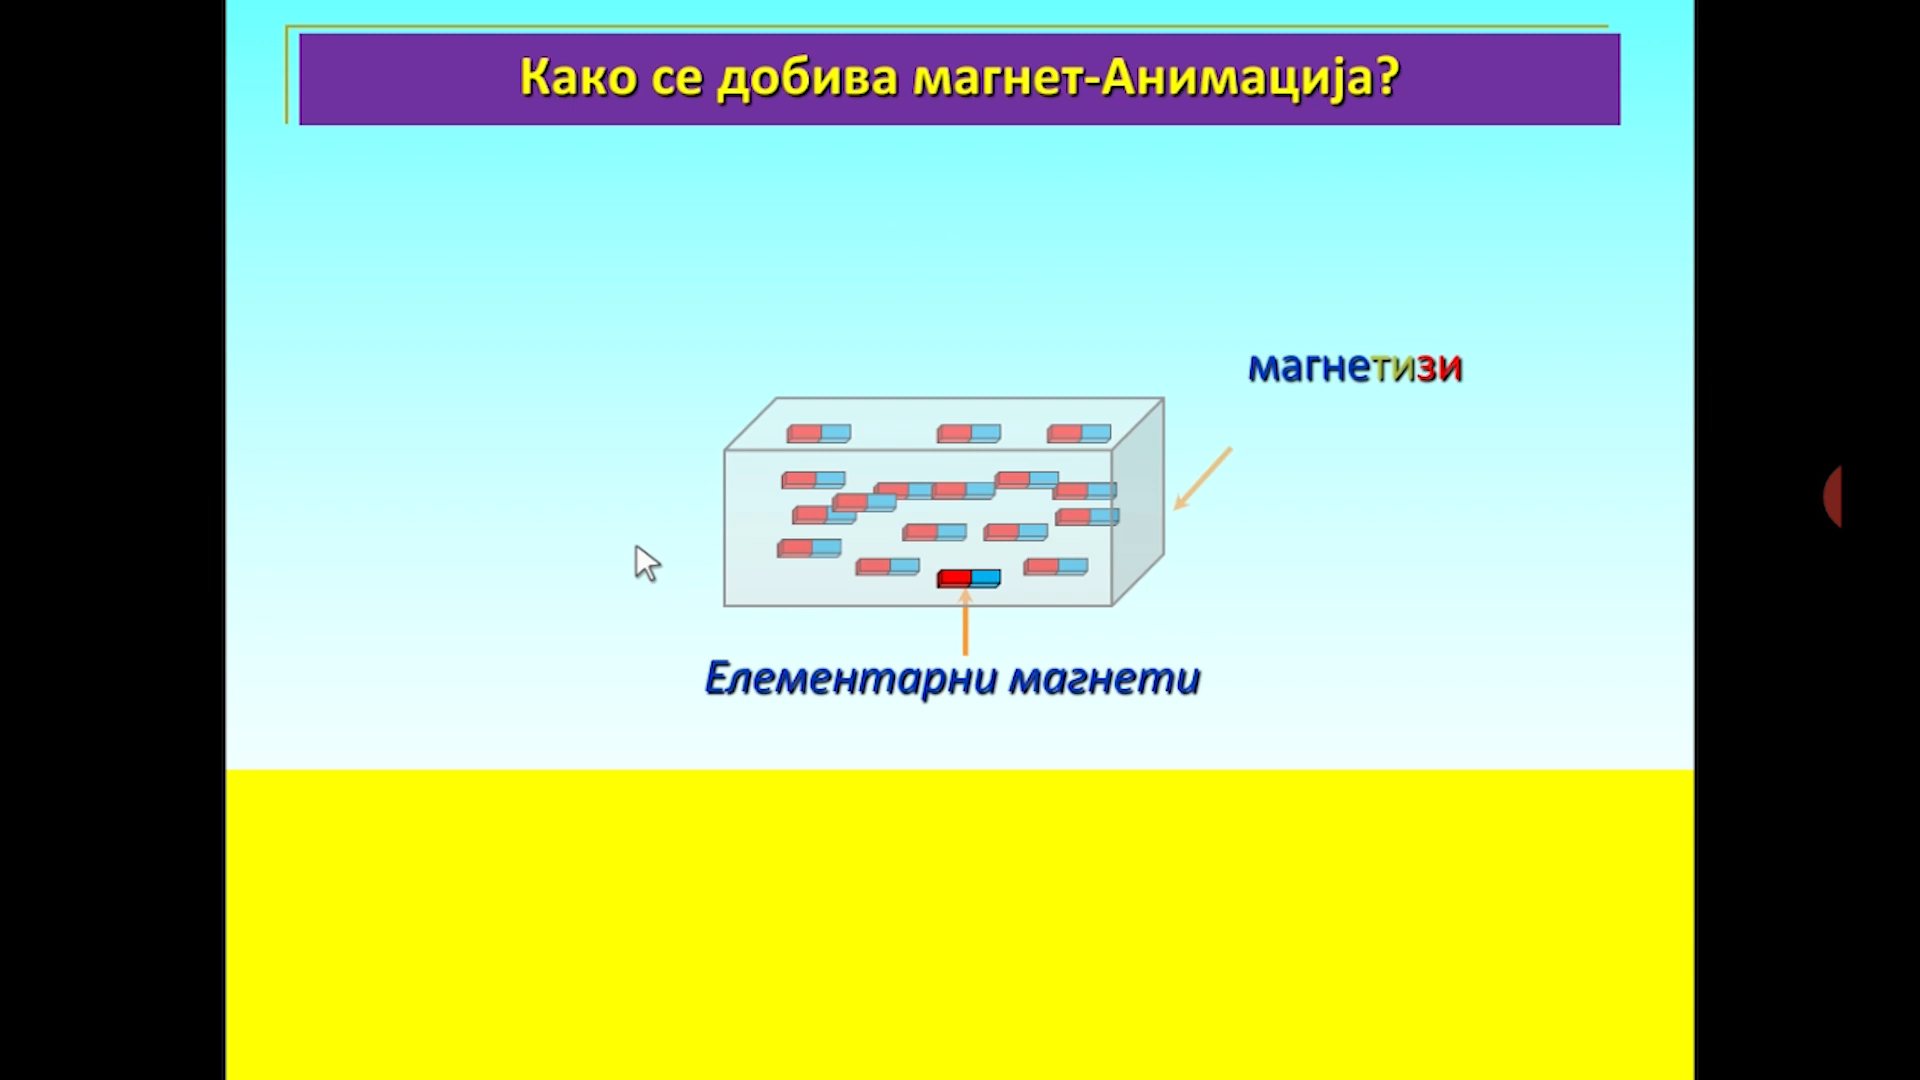 Како се добива магнет-Анимација?
магнетизи
Елементарни магнети